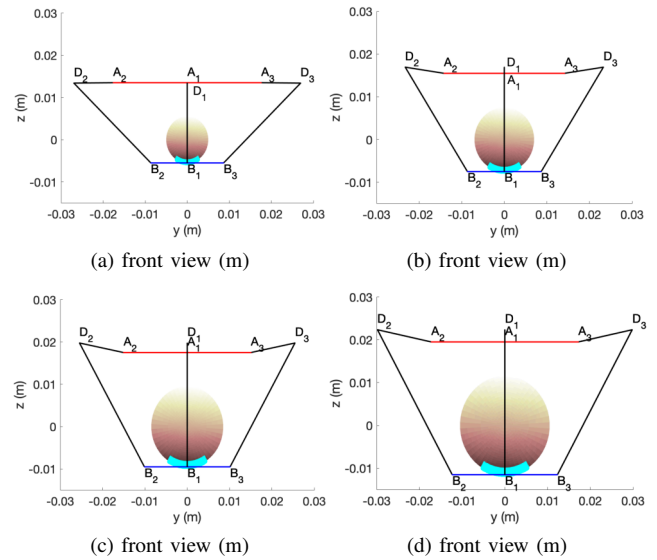 0.03
0.02
0.01
0
-0.01
z (m)
D2 A2 A1 A3 D3
D1
B2 B1 B3
-0.03 -0.02 -0.01 0 0.01 0.02 0.03
y (m)
(a) front view (m)
0.03
0.02
0.01
0
-0.01
z (m)
D2 A2 D1 A3 D3
A1
B2 B1 B3
-0.03 -0.02 -0.01 0 0.01 0.02 0.03
y (m)
(b) front view (m)
0.03
0.02
0.01
0
-0.01
z (m)
D2 D1 D3
A2 A1 A3
B2 B1 B3
-0.03 -0.02 -0.01 0 0.01 0.02 0.03
y (m)
(c) front view (m)
0.03
0.02
0.01
0
-0.01
z (m)
D2 D1 D3
A2 A1 A3
B2 B1 B3
-0.03 -0.02 -0.01 0 0.01 0.02 0.03
y (m)
(d) front view (m)